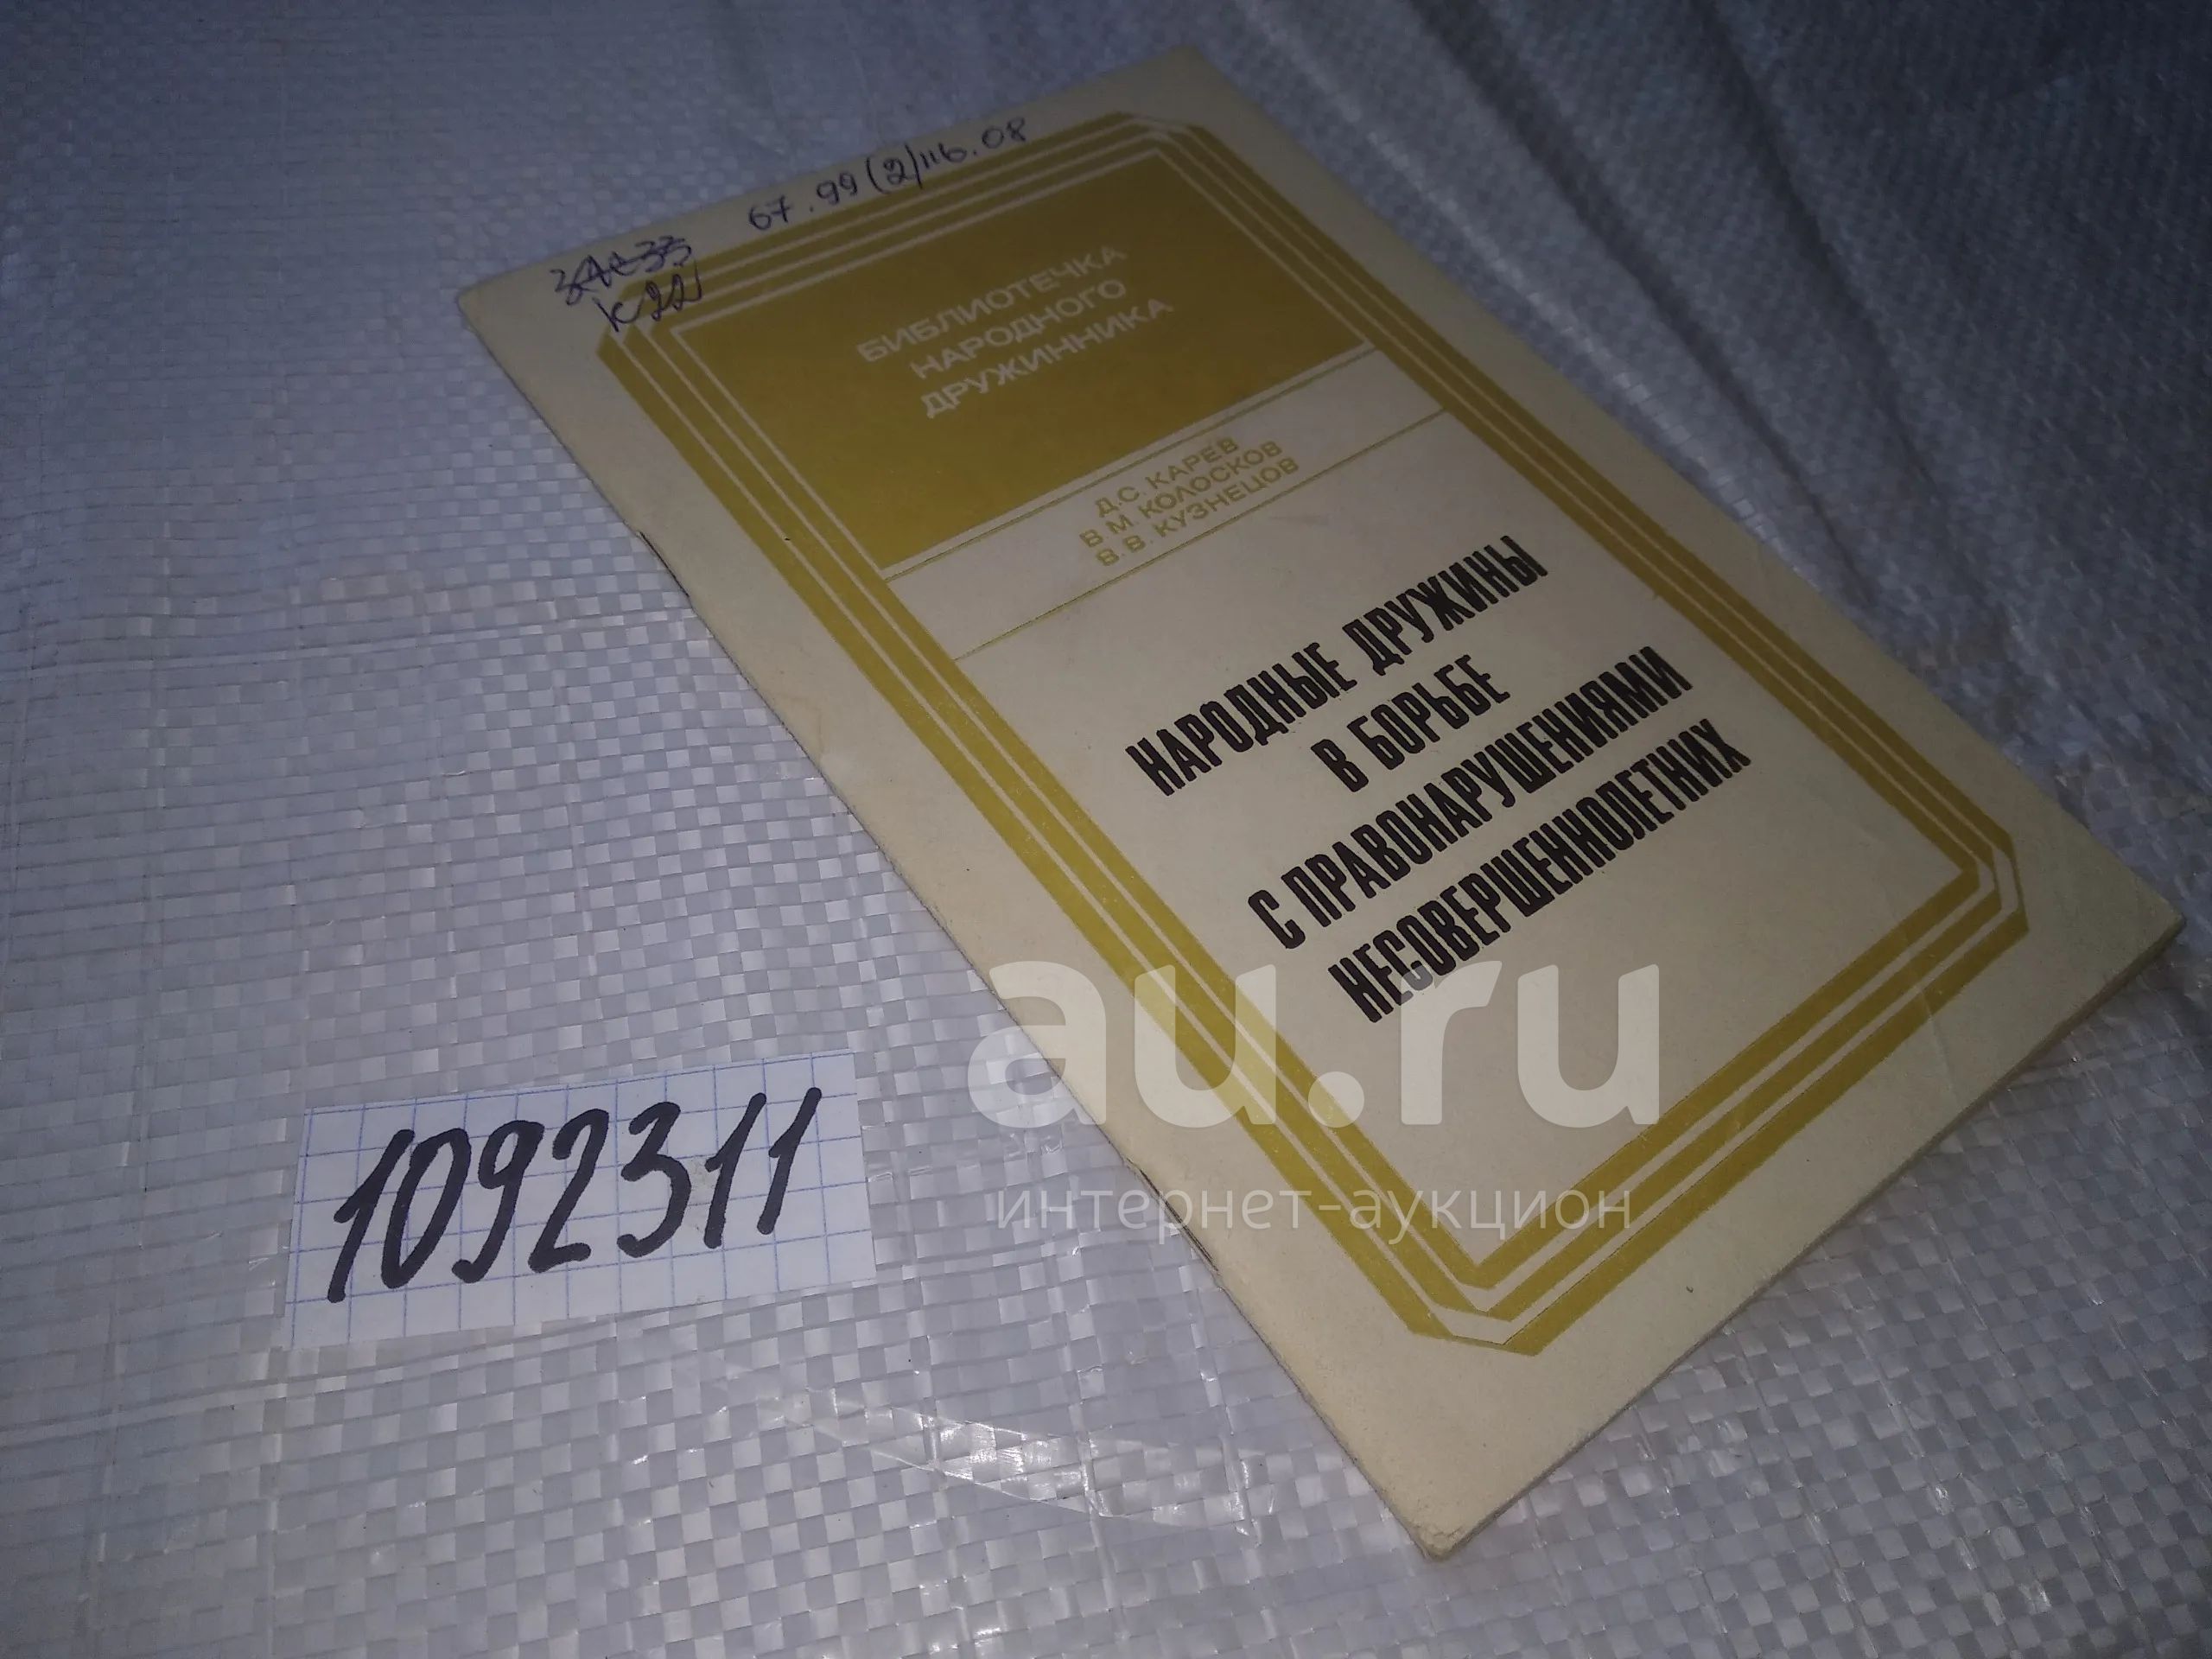 67.99(2)116.08
К22
БИБЛИОТЕЧКА
НАРОДНОГО
ДРУЖИННИКА
Д.С. КАРЕВ
В.М. КОЛОСКОВ
В.В. КУЗНЕЦОВ
НАРОДНЫЕ ДРУЖИНЫ
В БОРЬБЕ
С ПРАВОНАРУШЕНИЯМИ
НЕСОВЕРШЕННОЛЕТНИХ
au.ru
интернет-аукцион
1092311